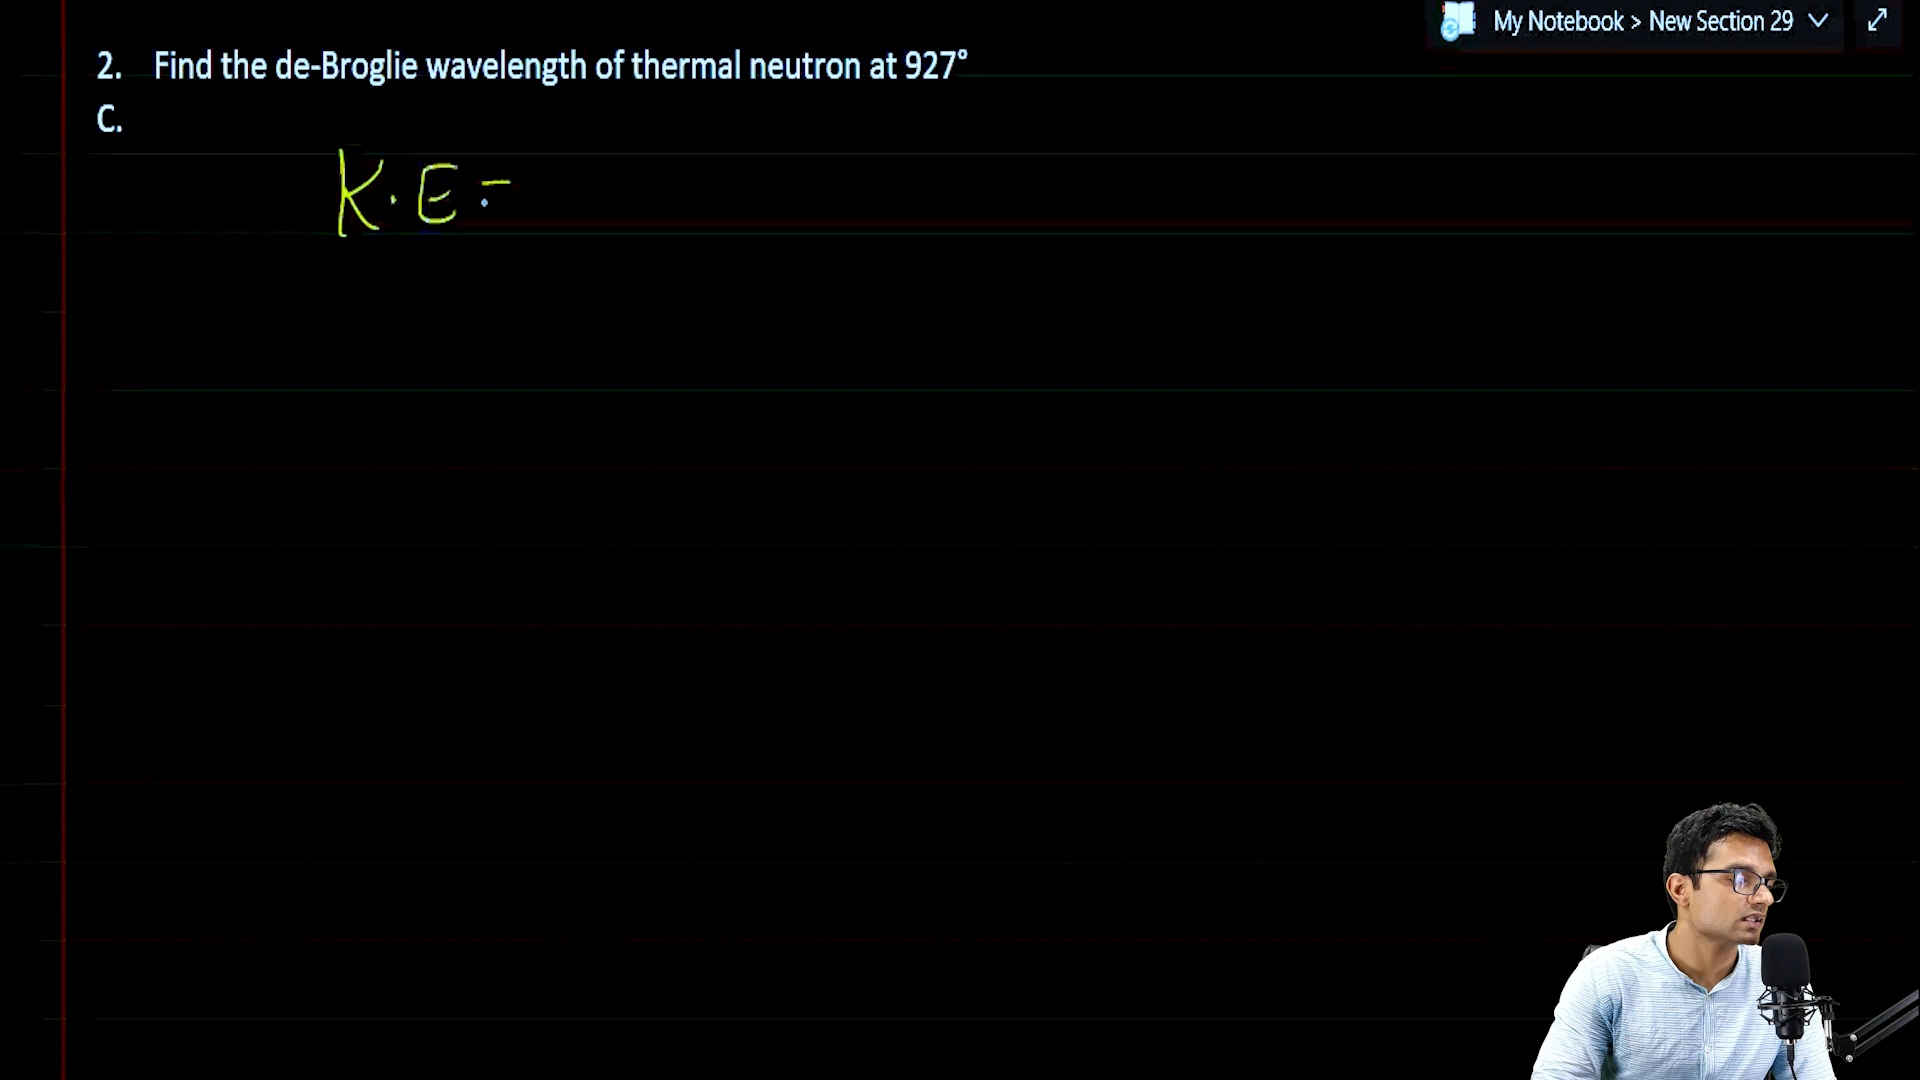 My Notebook > New Section 29
2. Find the de-Broglie wavelength of thermal neutron at 927°
C.
K.E =